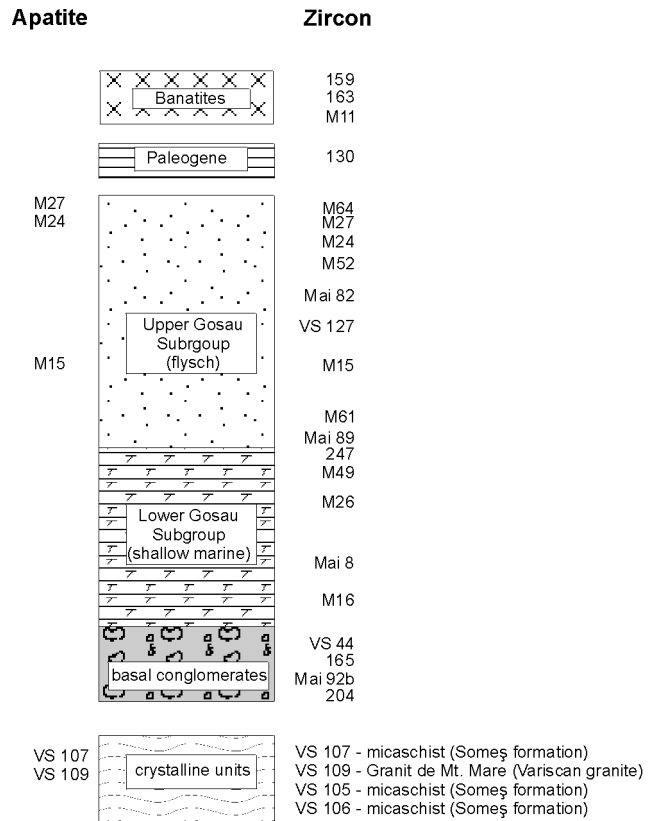 Apatite Zircon
159
163
Banatites
M11
Paleogene 130
M27
M24
M64
M27
M24
M52
Mai 82
Upper Gosau
Subrgoup
(flysch)
VS 127
M15 M15
M61
Mai 89
247
M49
M26
Lower Gosau
Subgroup
(shallow marine)
Mai 8
M16
VS 44
165
basal conglomerates
Mai 92b
204
VS 107
VS 109
crystalline units
VS 107 - micaschist (Someş formation)
VS 109 - Granit de Mt. Mare (Variscan granite)
VS 105 - micaschist (Someş formation)
VS 106 - micaschist (Someş formation)